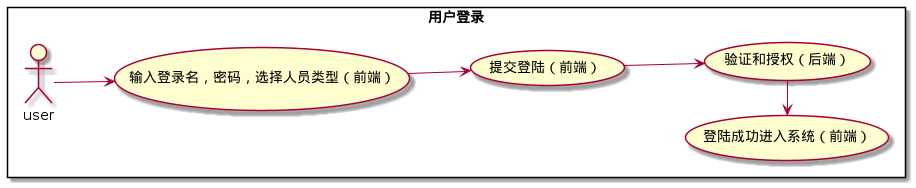 用户登录
user
输入登录名，密码，选择人员类型（前端）
提交登陆（前端）
验证和授权（后端）
登陆成功进入系统（前端）